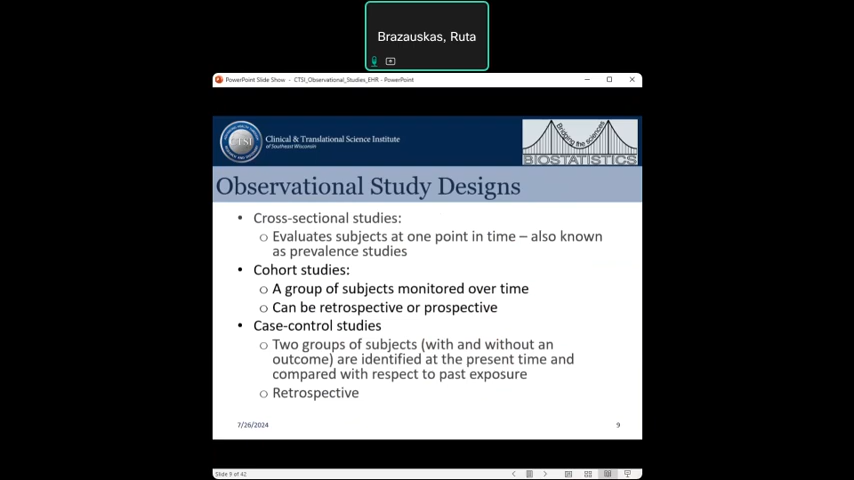 Brazauskas, Ruta
PowerPoint Slide Show - CTSI_Observational_Studies_EHR - PowerPoint
CTSI
Clinical & Translational Science Institute
of Southeast Wisconsin
Bridging the Sciences
BIOSTATISTICS
Observational Study Designs
• Cross-sectional studies:
o Evaluates subjects at one point in time – also known
as prevalence studies
• Cohort studies:
o A group of subjects monitored over time
o Can be retrospective or prospective
• Case-control studies
o Two groups of subjects (with and without an
outcome) are identified at the present time and
compared with respect to past exposure
o Retrospective
7/26/2024
9
Slide 9 of 42